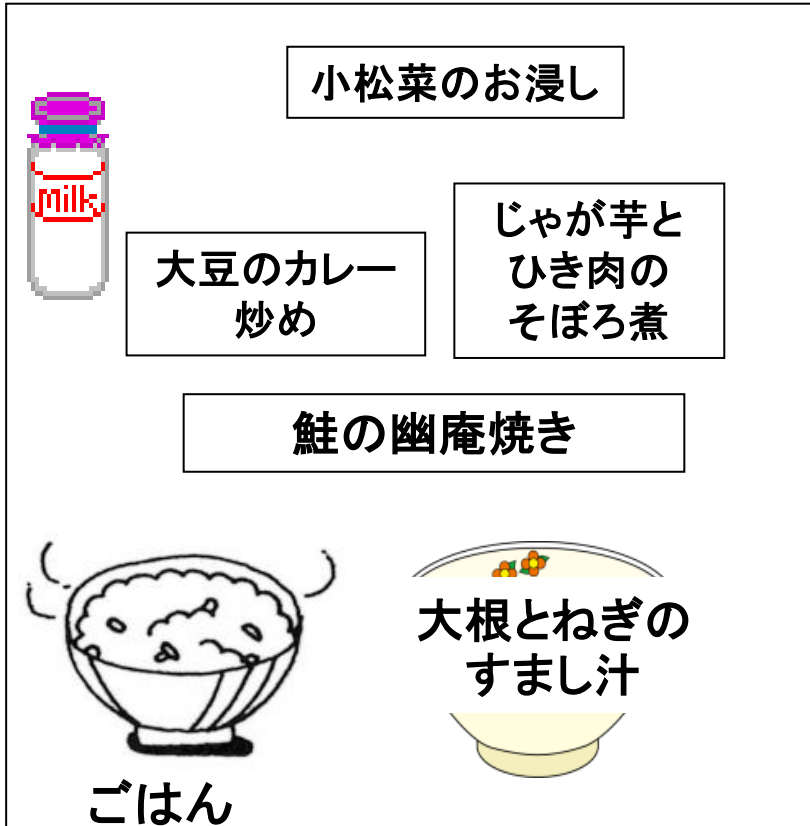 小松菜のお浸し
Milk
じゃが芋と
ひき肉の
そぼろ煮
大豆のカレー
炒め
鮭の幽庵焼き
大根とねぎの
すまし汁
ごはん